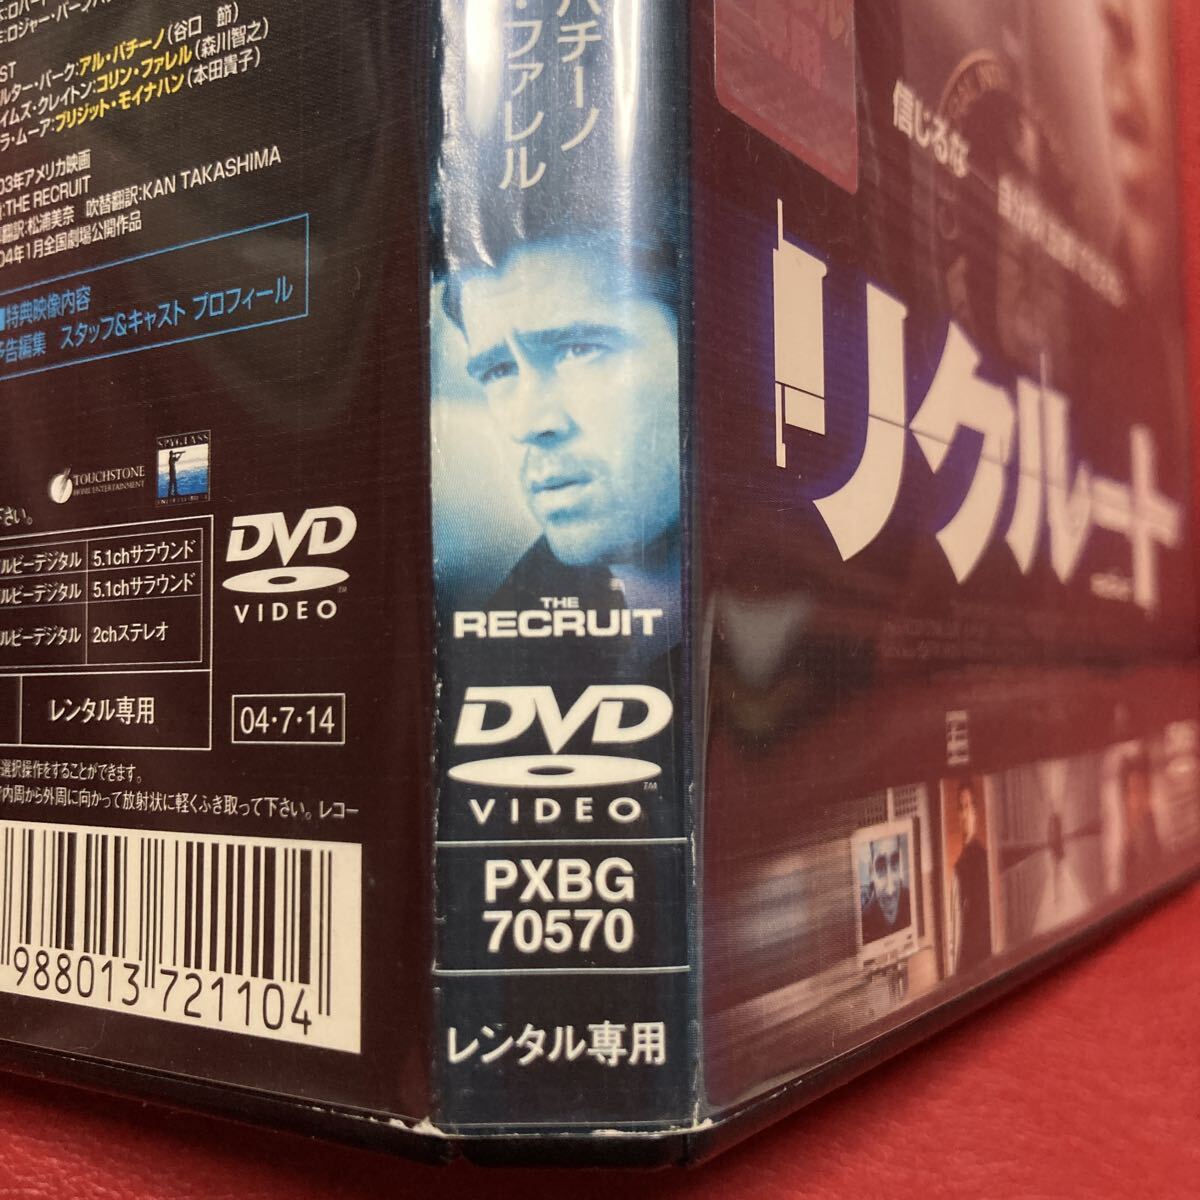 ロジャー・バーンバ
ルター・バーク:アル・パチーノ(谷口 節)
イムズ・クレイトン:コリン・ファレル(森川智之)
ラ・ムーア:ブリジット・モイナハン(本田貴子)
03年アメリカ映画
:THE RECRUIT
翻訳:松浦美奈 吹替翻訳:KAN TAKASHIMA
04年1月全国劇場公開作品
■特典映像内容
予告編集 スタッフ&キャスト プロフィール
TOUCHSTONE
HOME ENTERTAINMENT
SPYGLASS
ENTERTAINMENT
下さい。
ルビーデジタル 5.1chサラウンド
ルビーデジタル 5.1chサラウンド
ルビーデジタル 2chステレオ
DVD
VIDEO
レンタル専用
04・7・14
選択操作をすることができます。
内周から外周に向かって放射状に軽くふき取って下さい。レコー
988013 721104
パチーノ
・ファレル
THE
RECRUIT
DVD
VIDEO
TM
PXBG
70570
レンタル専用
信じるな
リクルート